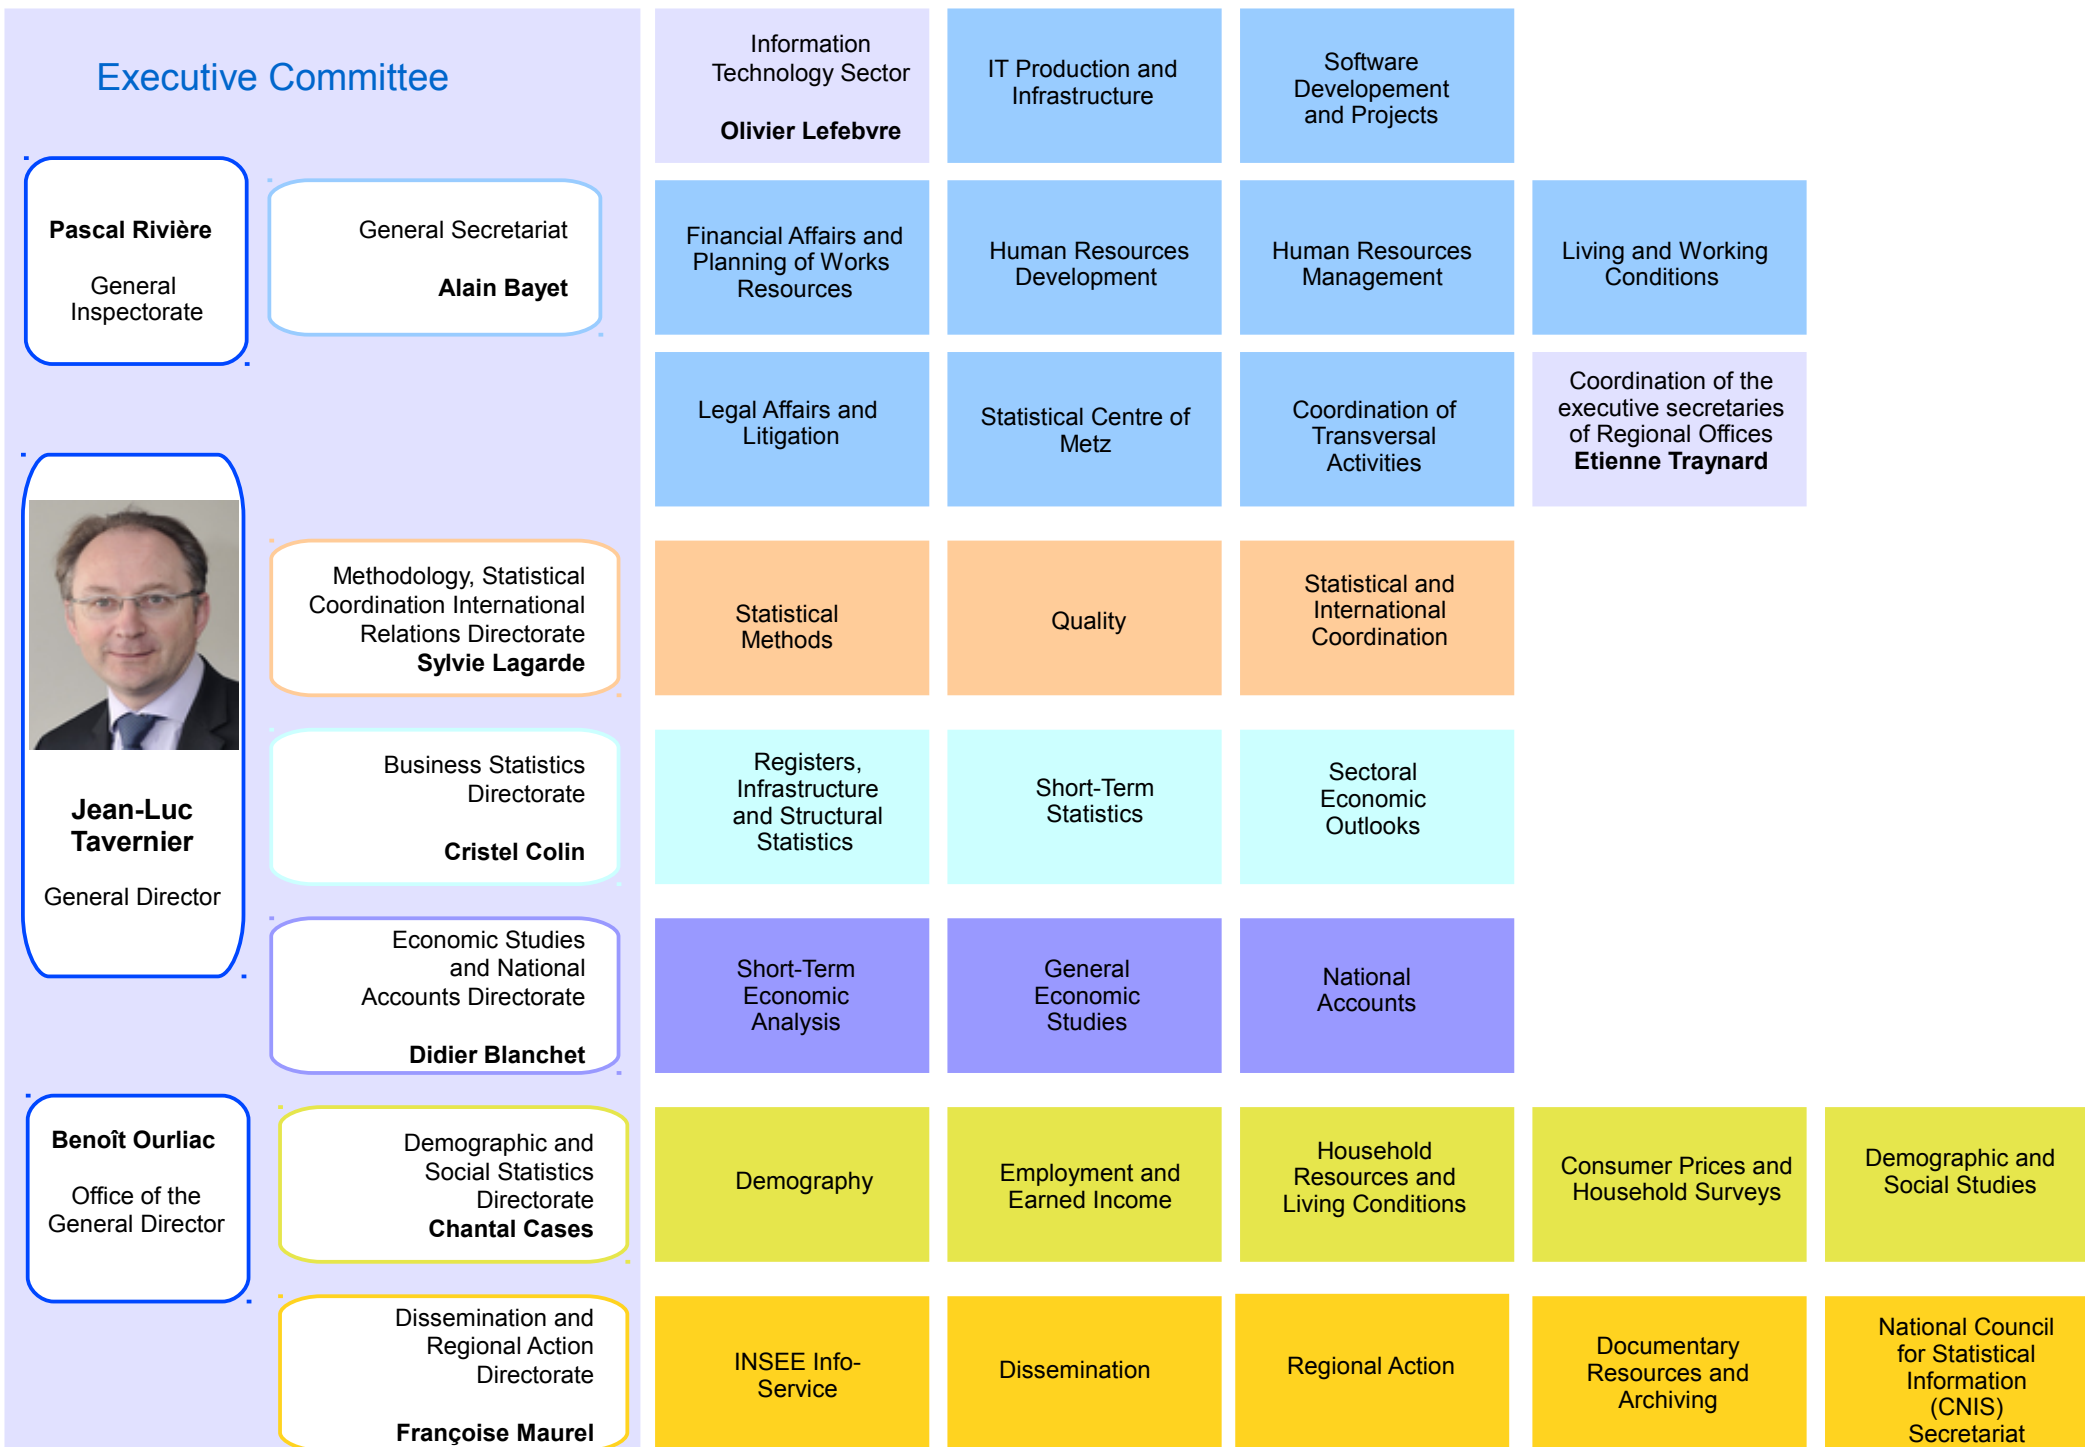 Executive Committee
Information
Technology Sector
Olivier Lefebvre
IT Production and
Infrastructure
Software
Developement
and Projects
Pascal Rivière
General
Inspectorate
General Secretariat
Alain Bayet
Financial Affairs and
Planning of Works
Resources
Human Resources
Development
Human Resources
Management
Living and Working
Conditions
Legal Affairs and
Litigation
Statistical Centre of
Metz
Coordination of
Transversal
Activities
Coordination of the
executive secretaries
of Regional Offices
Etienne Traynard
Jean-Luc
Tavernier
General Director
Methodology, Statistical
Coordination International
Relations Directorate
Sylvie Lagarde
Statistical
Methods
Quality
Statistical and
International
Coordination
Business Statistics
Directorate
Cristel Colin
Registers,
Infrastructure
and Structural
Statistics
Short-Term
Statistics
Sectoral
Economic
Outlooks
Economic Studies
and National
Accounts Directorate
Didier Blanchet
Short-Term
Economic
Analysis
General
Economic
Studies
National
Accounts
Benoît Ourliac
Office of the
General Director
Demographic and
Social Statistics
Directorate
Chantal Cases
Demography
Employment and
Earned Income
Household
Resources and
Living Conditions
Consumer Prices and
Household Surveys
Demographic and
Social Studies
Dissemination and
Regional Action
Directorate
Françoise Maurel
INSEE Info-
Service
Dissemination
Regional Action
Documentary
Resources and
Archiving
National Council
for Statistical
Information
(CNIS)
Secretariat